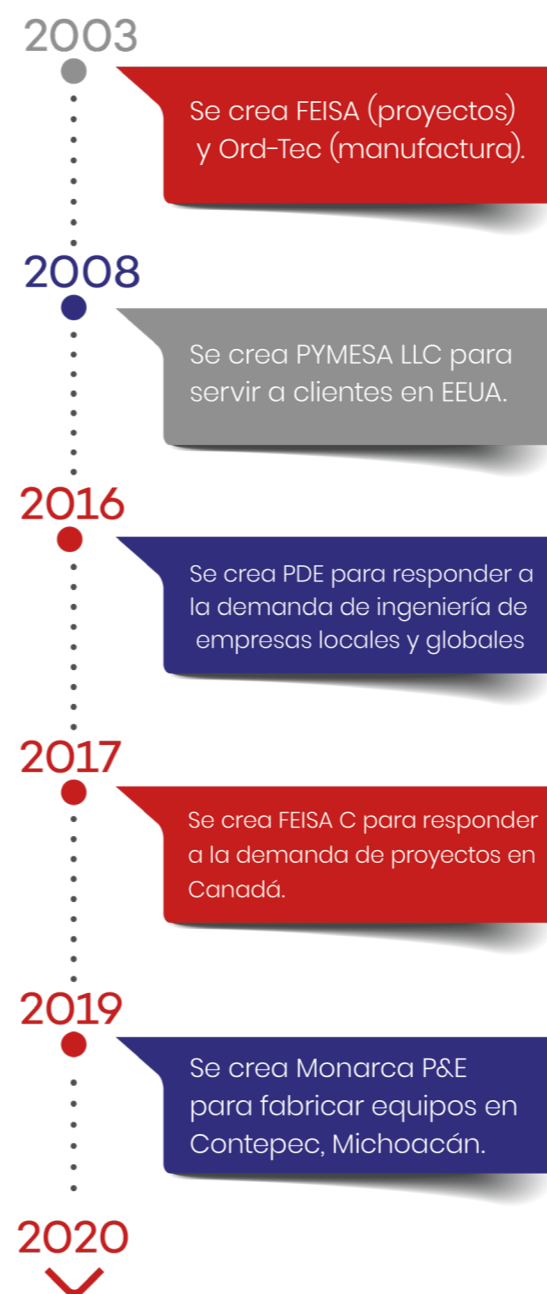 2003
Se crea FEISA (proyectos)
y Ord-Tec (manufactura).
2008
Se crea PYMESA LLC para
servir a clientes en EEUA.
2016
Se crea PDE para responder a
la demanda de ingeniería de
empresas locales y globales
2017
Se crea FEISA C para responder
a la demanda de proyectos en
Canadá.
2019
Se crea Monarca P&E
para fabricar equipos en
Contepec, Michoacán.
2020